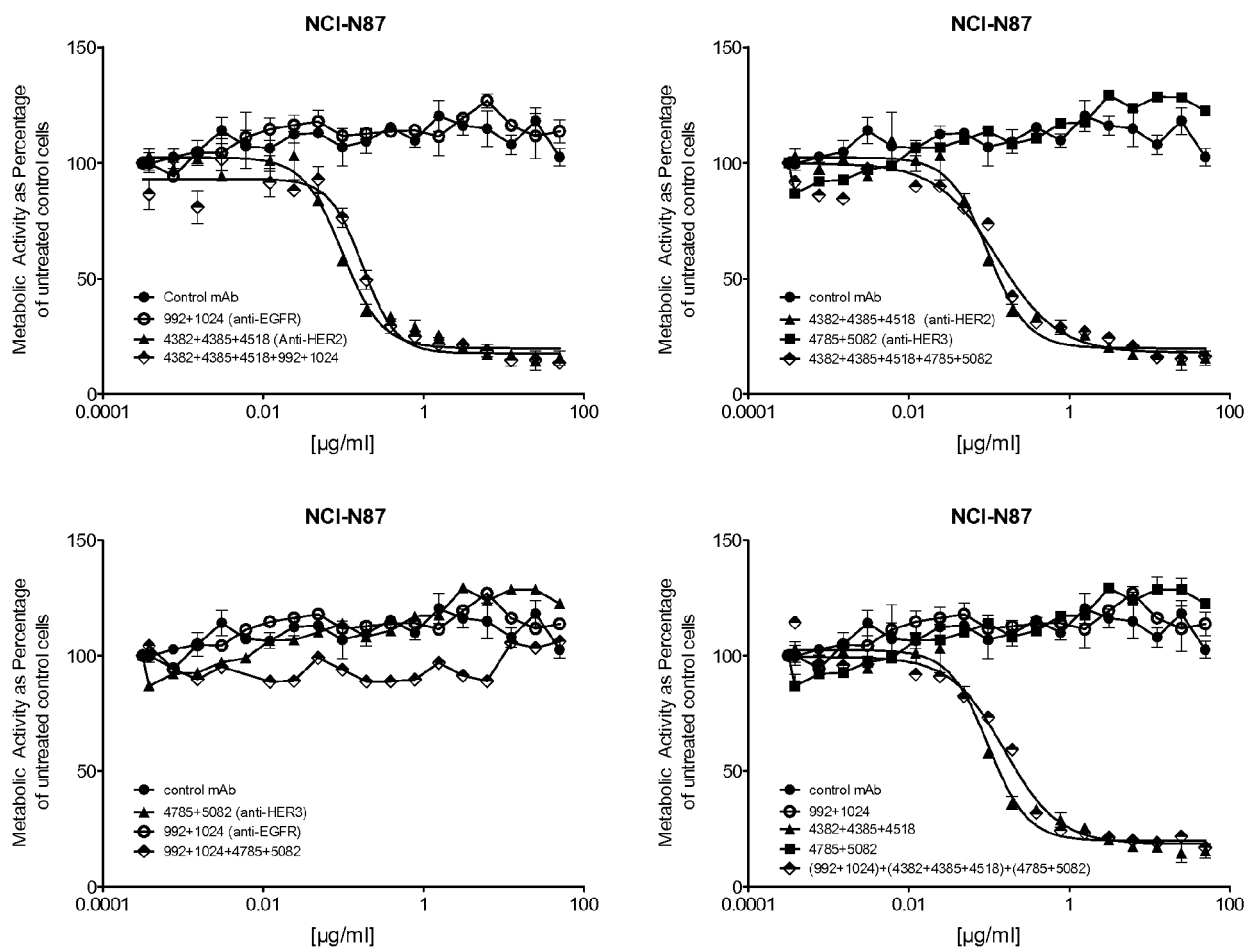 NCI-N87
Metabolic Activity as Percentage
of untreated control cells
150
100
50
0
Control mAb
992+1024 (anti-EGFR)
4382+4385+4518 (Anti-HER2)
4382+4385+4518+992+1024
0.0001
0.01
1
100
[µg/ml]
NCI-N87
Metabolic Activity as Percentage
of untreated control cells
150
100
50
0
control mAb
4382+4385+4518 (anti-HER2)
4785+5082 (anti-HER3)
4382+4385+4518+4785+5082
0.0001
0.01
1
100
[µg/ml]
NCI-N87
Metabolic Activity as Percentage
of untreated control cells
150
100
50
0
control mAb
4785+5082 (anti-HER3)
992+1024 (anti-EGFR)
992+1024+4785+5082
0.0001
0.01
1
100
[µg/ml]
NCI-N87
Metabolic Activity as Percentage
of untreated control cells
150
100
50
0
control mAb
992+1024
4382+4385+4518
4785+5082
(992+1024)+(4382+4385+4518)+(4785+5082)
0.0001
0.01
1
100
[µg/ml]